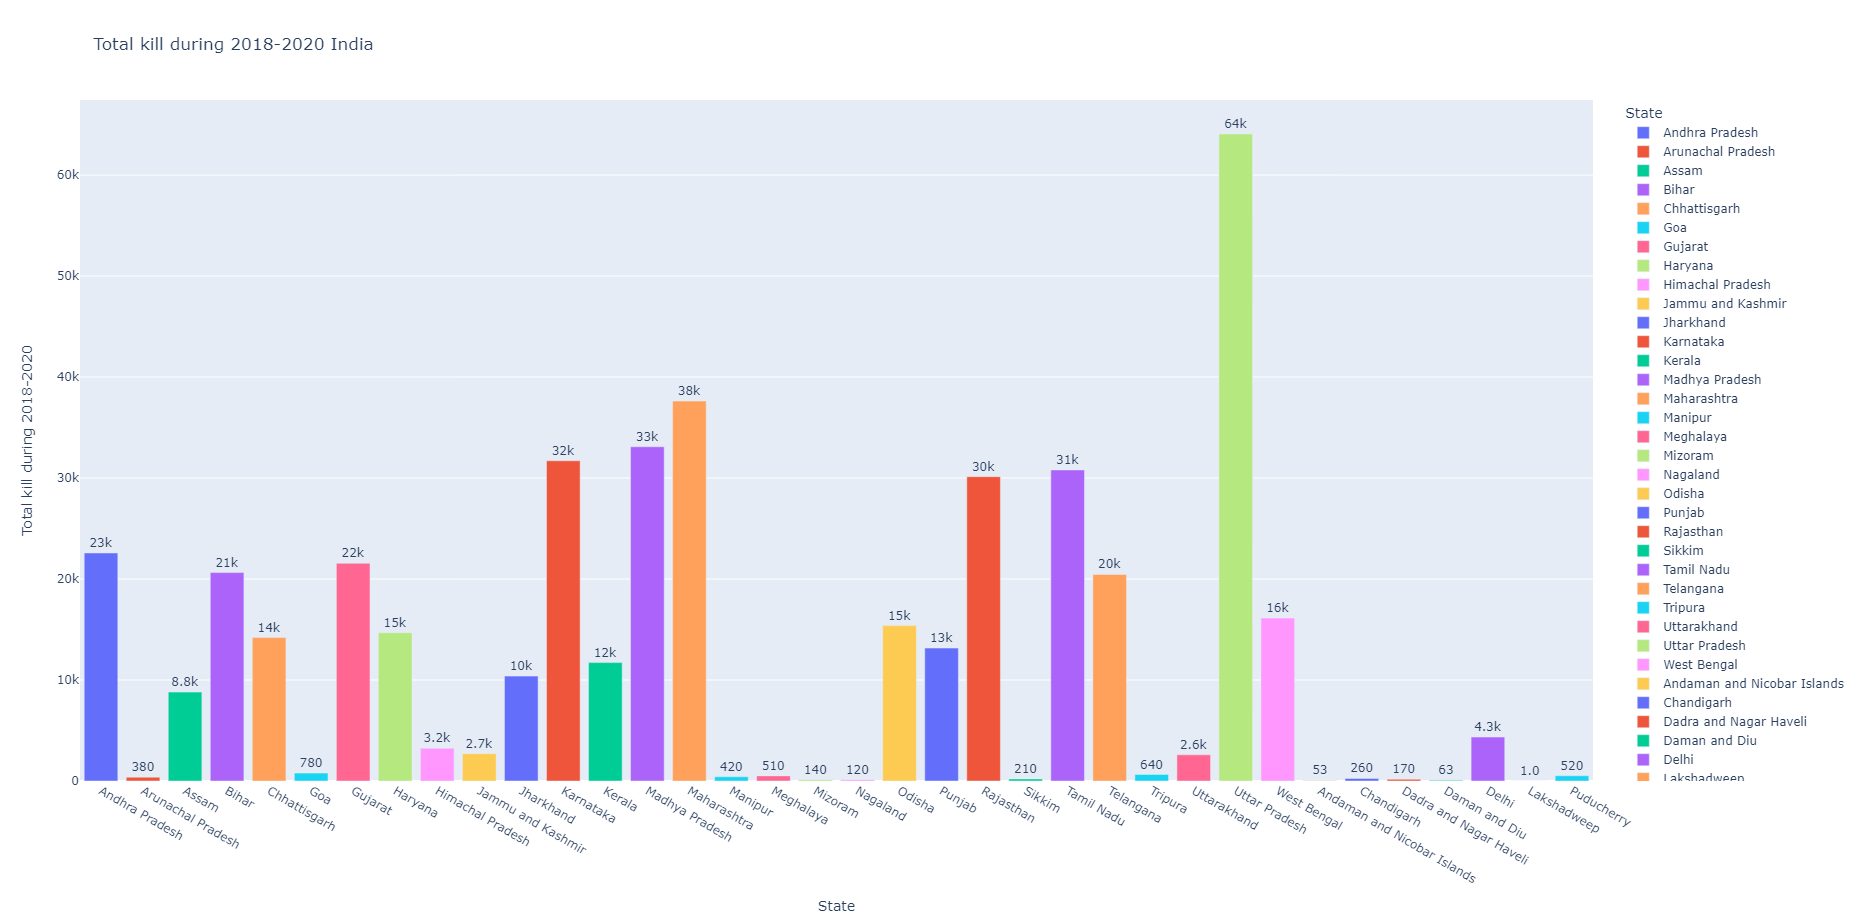 Total kill during 2018-2020 India
Total kill during 2018-2020
60k
50k
40k
30k
20k
10k
0
23k
380
8.8k
21k
14k
780
22k
15k
3.2k
2.7k
10k
32k
12k
33k
38k
420
510
140
120
15k
13k
30k
210
31k
20k
640
2.6k
64k
16k
53
260
170
63
4.3k
1.0
520
Andhra Pradesh
Arunachal Pradesh
Assam
Bihar
Chhattisgarh
Goa
Gujarat
Haryana
Himachal Pradesh
Jammu and Kashmir
Jharkhand
Karnataka
Kerala
Madhya Pradesh
Maharashtra
Manipur
Meghalaya
Mizoram
Nagaland
Odisha
Punjab
Rajasthan
Sikkim
Tamil Nadu
Telangana
Tripura
Uttarakhand
Uttar Pradesh
West Bengal
Andaman and Nicobar Islands
Chandigarh
Dadra and Nagar Haveli
Daman and Diu
Delhi
Lakshadweep
Puducherry
State
State
Andhra Pradesh
Arunachal Pradesh
Assam
Bihar
Chhattisgarh
Goa
Gujarat
Haryana
Himachal Pradesh
Jammu and Kashmir
Jharkhand
Karnataka
Kerala
Madhya Pradesh
Maharashtra
Manipur
Meghalaya
Mizoram
Nagaland
Odisha
Punjab
Rajasthan
Sikkim
Tamil Nadu
Telangana
Tripura
Uttarakhand
Uttar Pradesh
West Bengal
Andaman and Nicobar Islands
Chandigarh
Dadra and Nagar Haveli
Daman and Diu
Delhi
Lakshadweep